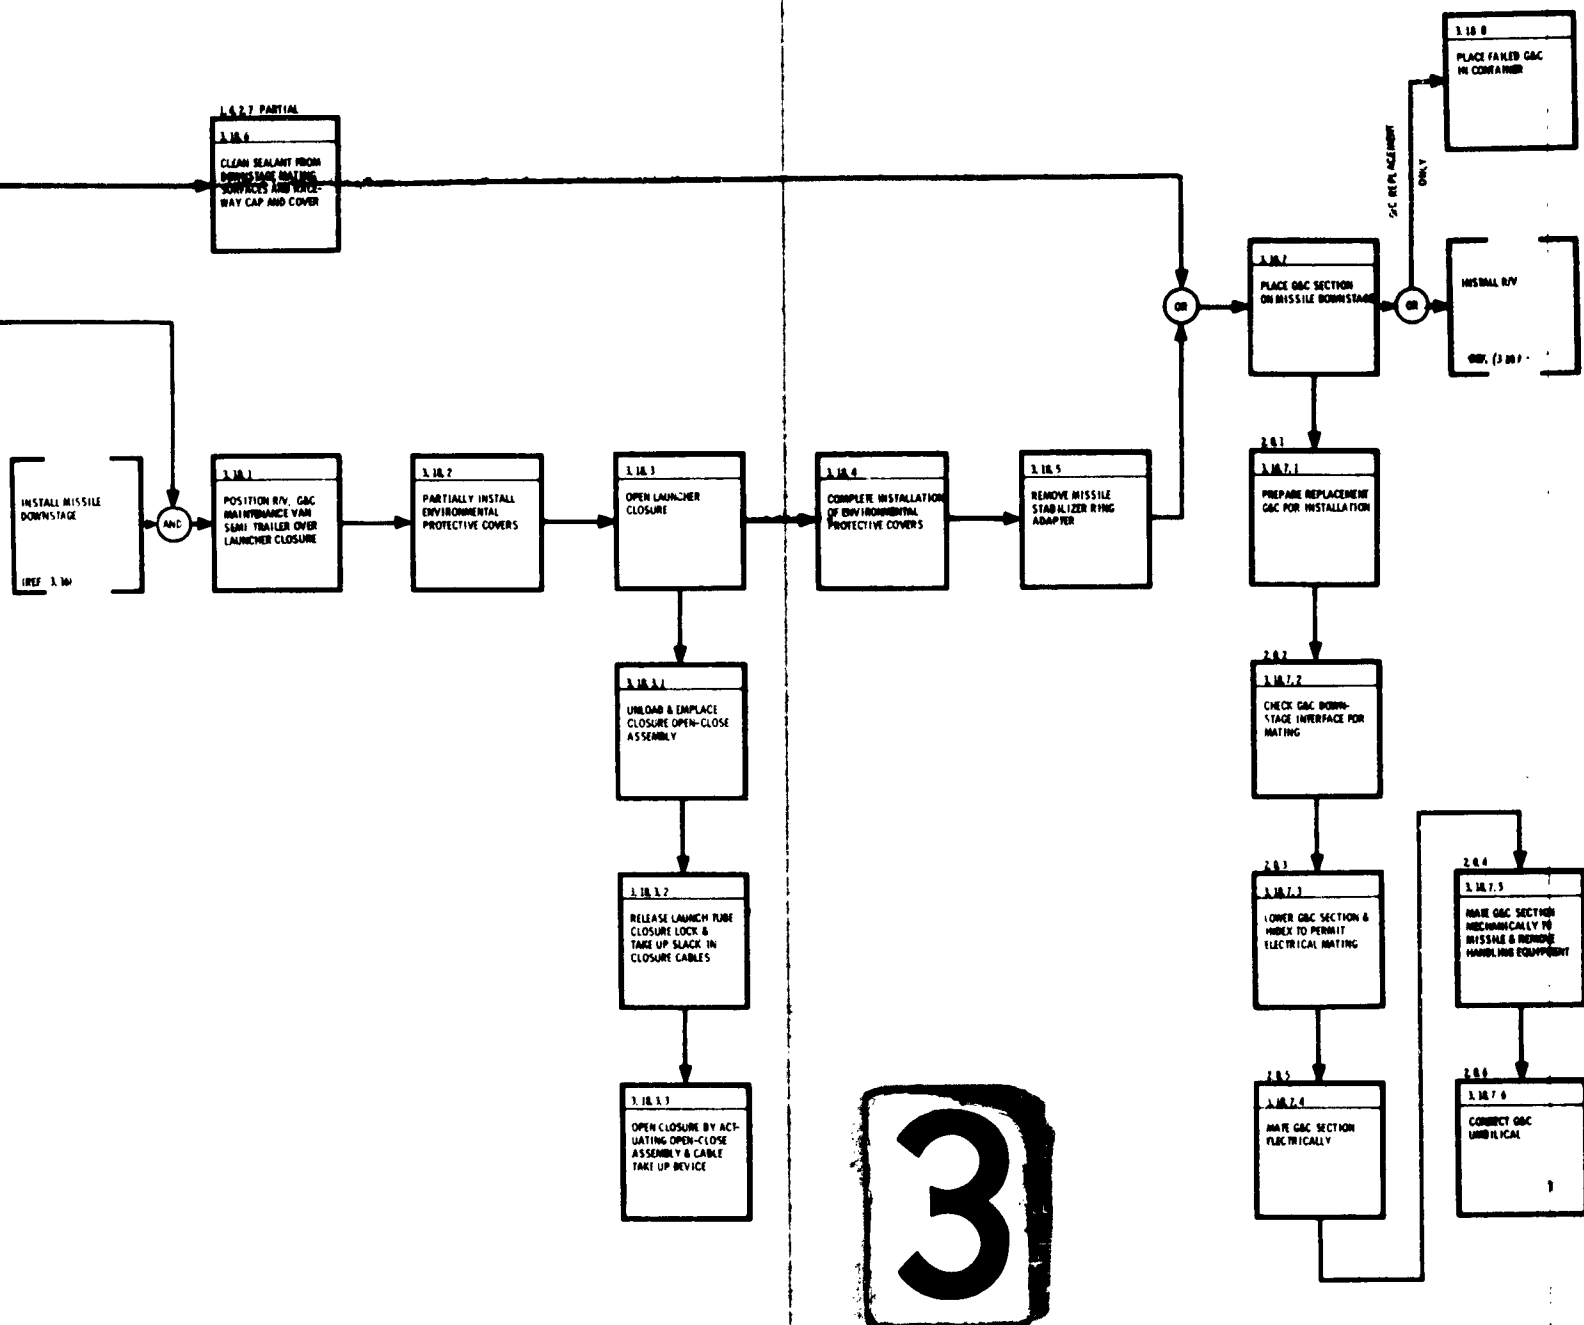 3.18.8
PLACE FAILED G&C
IN CONTAINER
G/C REPLACEMENT
ONLY
1.4.2.7 PARTIAL
3.18.6
CLEAN SEALANT FROM
DOWNSTAGE MATING
SURFACES AND RACE-
WAY CAP AND COVER
OR
3.18.7
PLACE G&C SECTION
ON MISSILE DOWNSTAGE
OR
INSTALL R/V
INSTALL MISSILE
DOWNSTAGE
(REF 3.16)
AND
3.18.1
POSITION R/V, G&C
MAINTENANCE VAN
SEMI TRAILER OVER
LAUNCHER CLOSURE
3.18.2
PARTIALLY INSTALL
ENVIRONMENTAL
PROTECTIVE COVERS
3.18.3
OPEN LAUNCHER
CLOSURE
3.18.4
COMPLETE INSTALLATION
OF ENVIRONMENTAL
PROTECTIVE COVERS
3.18.5
REMOVE MISSILE
STABILIZER RING
ADAPTER
2.8.1
3.18.7.1
PREPARE REPLACEMENT
G&C FOR INSTALLATION
3.18.3.1
UNLOAD & EMPLACE
CLOSURE OPEN-CLOSE
ASSEMBLY
2.8.2
3.18.7.2
CHECK G&C DOWN-
STAGE INTERFACE FOR
MATING
3.18.3.2
RELEASE LAUNCH TUBE
CLOSURE LOCK &
TAKE UP SLACK IN
CLOSURE CABLES
2.8.3
3.18.7.3
LOWER G&C SECTION &
INDEX TO PERMIT
ELECTRICAL MATING
2.8.4
3.18.7.5
MATE G&C SECTION
MECHANICALLY TO
MISSILE & REMOVE
HANDLING EQUIPMENT
3.18.3.3
OPEN CLOSURE BY ACT-
UATING OPEN-CLOSE
ASSEMBLY & CABLE
TAKE UP DEVICE
2.8.5
3.18.7.4
MATE G&C SECTION
ELECTRICALLY
2.8.6
3.18.7.6
CONNECT G&C
UMBILICAL
3